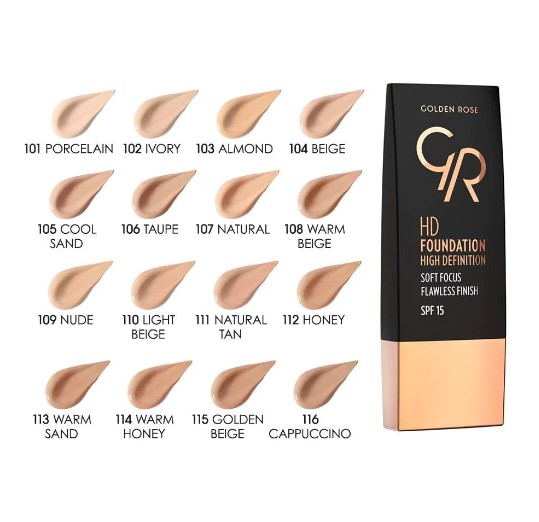 101 PORCELAIN
102 IVORY
103 ALMOND
104 BEIGE
105 COOL
SAND
106 TAUPE
107 NATURAL
108 WARM
BEIGE
109 NUDE
110 LIGHT
BEIGE
111 NATURAL
TAN
112 HONEY
113 WARM
SAND
114 WARM
HONEY
115 GOLDEN
BEIGE
116
CAPPUCCINO
GOLDEN ROSE
GR
HD
FOUNDATION
HIGH DEFINITION
SOFT FOCUS
FLAWLESS FINISH
SPF 15